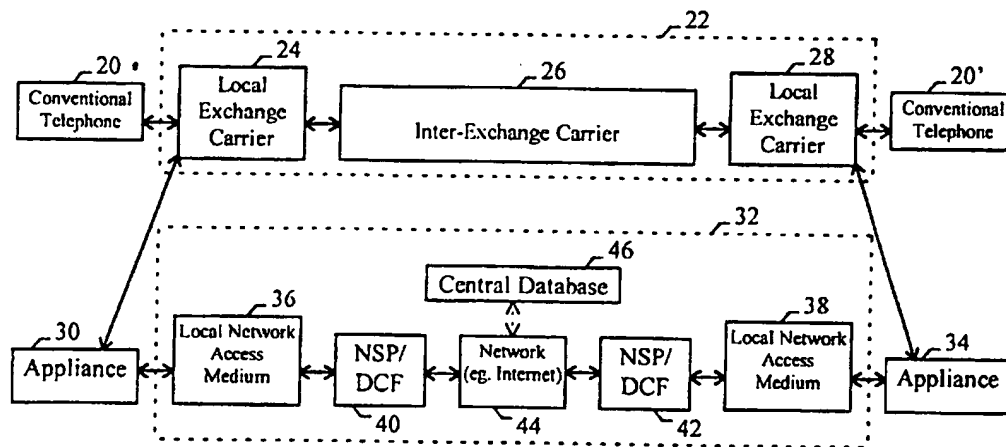 22
20
24
26
28
20'
Conventional
Telephone
Local
Exchange
Carrier
Inter-Exchange Carrier
Local
Exchange
Carrier
Conventional
Telephone
32
46
Central Database
30
36
38
34
Appliance
Local Network
Access
Medium
NSP/
DCF
Network
(eg. Internet)
NSP/
DCF
Local Network
Access
Medium
Appliance
40
44
42